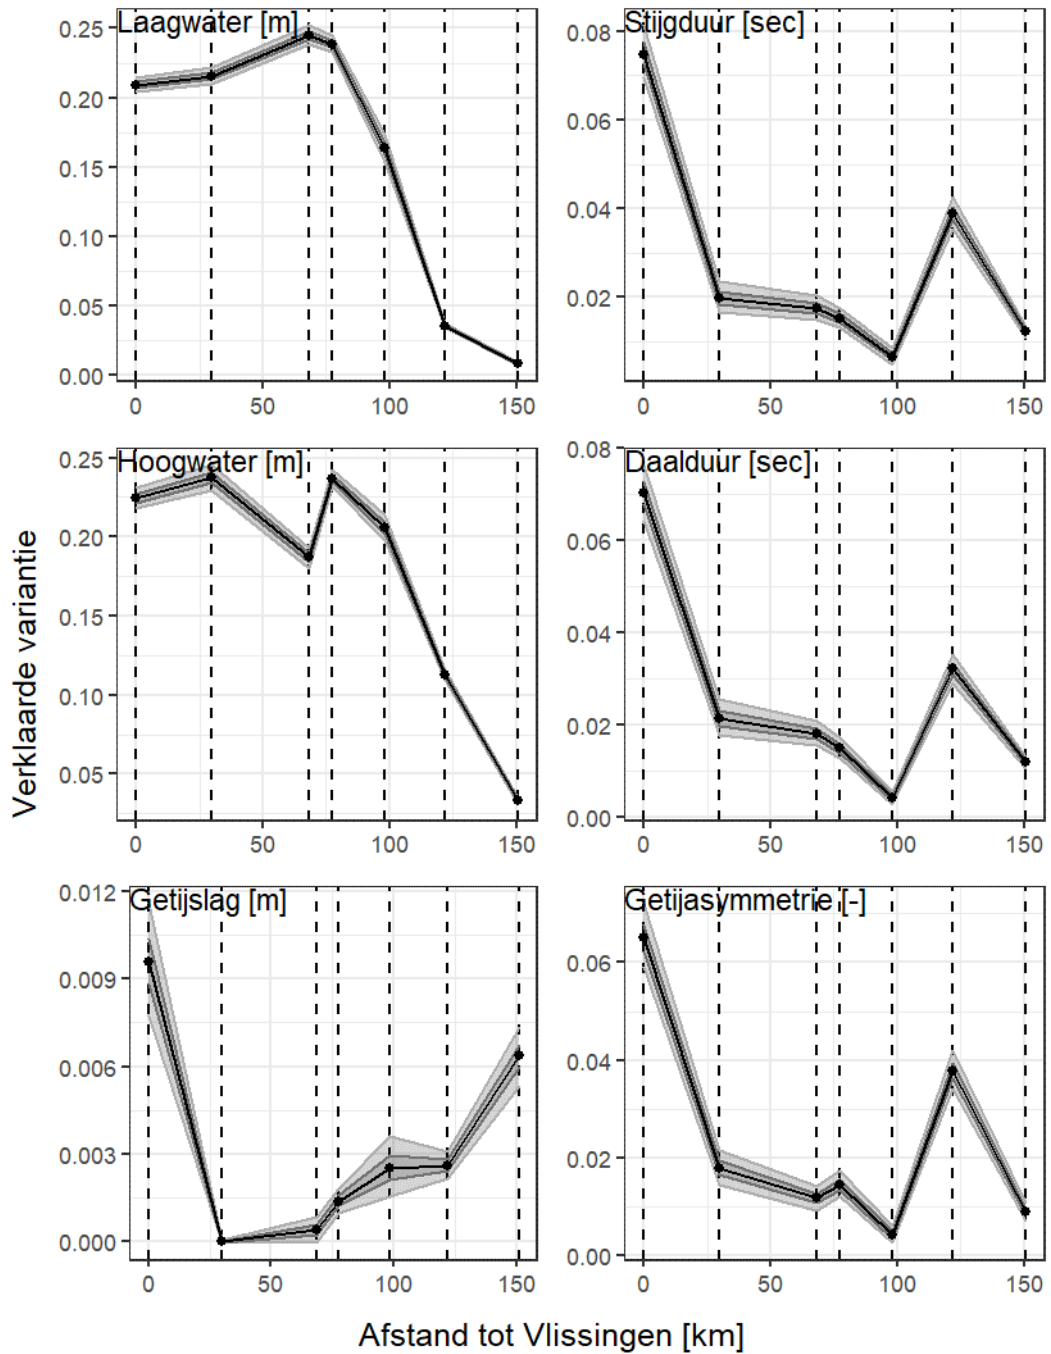 Laagwater [m]
0.25
0.20
0.15
0.10
0.05
0.00
0 50 100 150
Stijgduur [sec]
0.08
0.06
0.04
0.02
0 50 100 150
Hoogwater [m]
0.25
0.20
0.15
0.10
0.05
0 50 100 150
Daalduur [sec]
0.08
0.06
0.04
0.02
0.00
0 50 100 150
Getijslag [m]
0.012
0.009
0.006
0.003
0.000
0 50 100 150
Getijasymmetrie [-]
0.06
0.04
0.02
0.00
0 50 100 150
Verklaarde variantie
Afstand tot Vlissingen [km]